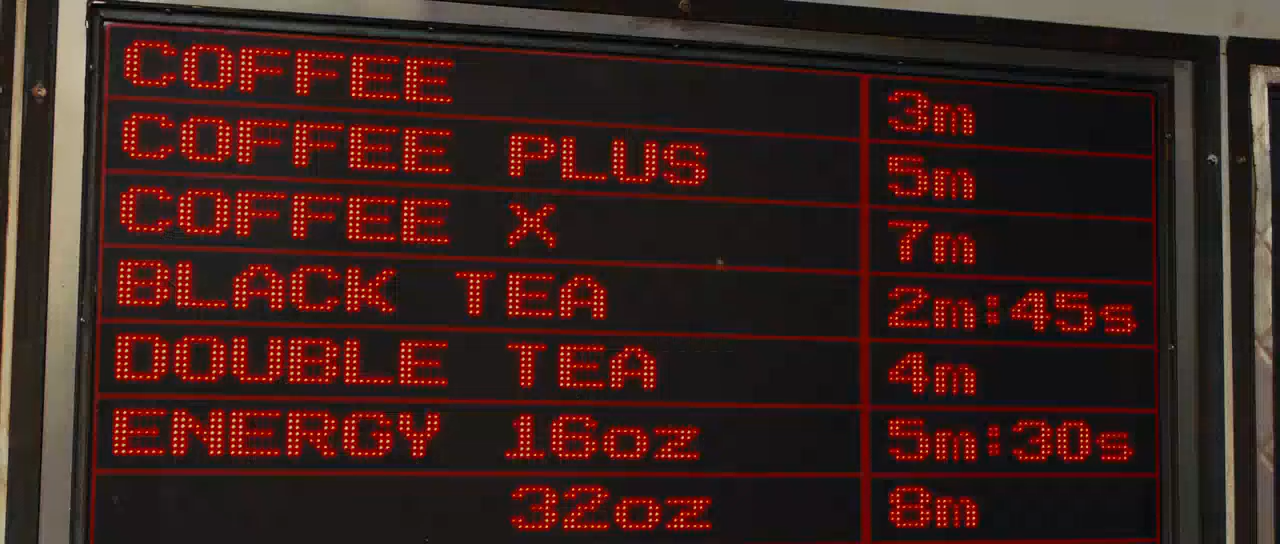 COFFEE 3m
COFFEE PLUS 5m
COFFEE X 7m
BLACK TEA 2m:45s
DOUBLE TEA 4m
ENERGY 16oz 5m:30s
32oz 8m